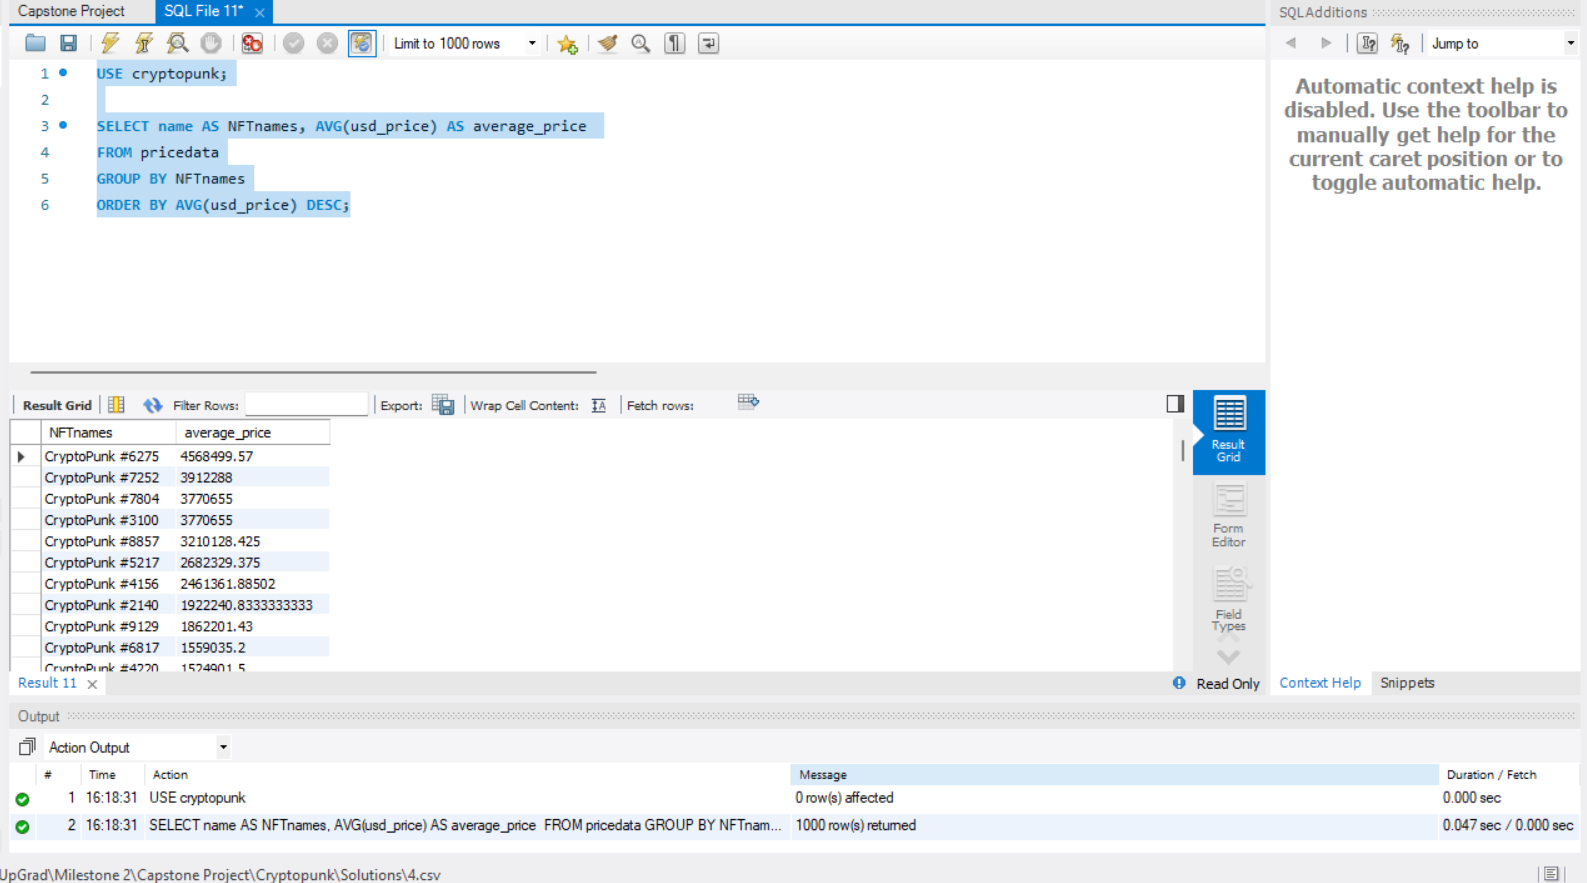 Capstone Project SQL File 11* SQLAdditions
Limit to 1000 rows Jump to
1 USE cryptopunk;
2
3 SELECT name AS NFTnames, AVG(usd_price) AS average_price
4 FROM pricedata
5 GROUP BY NFTnames
6 ORDER BY AVG(usd_price) DESC;
Automatic context help is
disabled. Use the toolbar to
manually get help for the
current caret position or to
toggle automatic help.
Result Grid Filter Rows: Export: Wrap Cell Content: Fetch rows:
NFTnames average_price
CryptoPunk #6275 4568499.57
CryptoPunk #7252 3912288
CryptoPunk #7804 3770655
CryptoPunk #3100 3770655
CryptoPunk #8857 3210128.425
CryptoPunk #5217 2682329.375
CryptoPunk #4156 2461361.88502
CryptoPunk #2140 1922240.8333333333
CryptoPunk #9129 1862201.43
CryptoPunk #6817 1559035.2
CryptoPunk #4220 1524901.5
Result
Grid
Form
Editor
Field
Types
Result 11 Read Only Context Help Snippets
Output
Action Output
# Time Action Message Duration / Fetch
1 16:18:31 USE cryptopunk 0 row(s) affected 0.000 sec
2 16:18:31 SELECT name AS NFTnames, AVG(usd_price) AS average_price FROM pricedata GROUP BY NFTnam... 1000 row(s) returned 0.047 sec / 0.000 sec
UpGrad\Milestone 2\Capstone Project\Cryptopunk\Solutions\4.csv